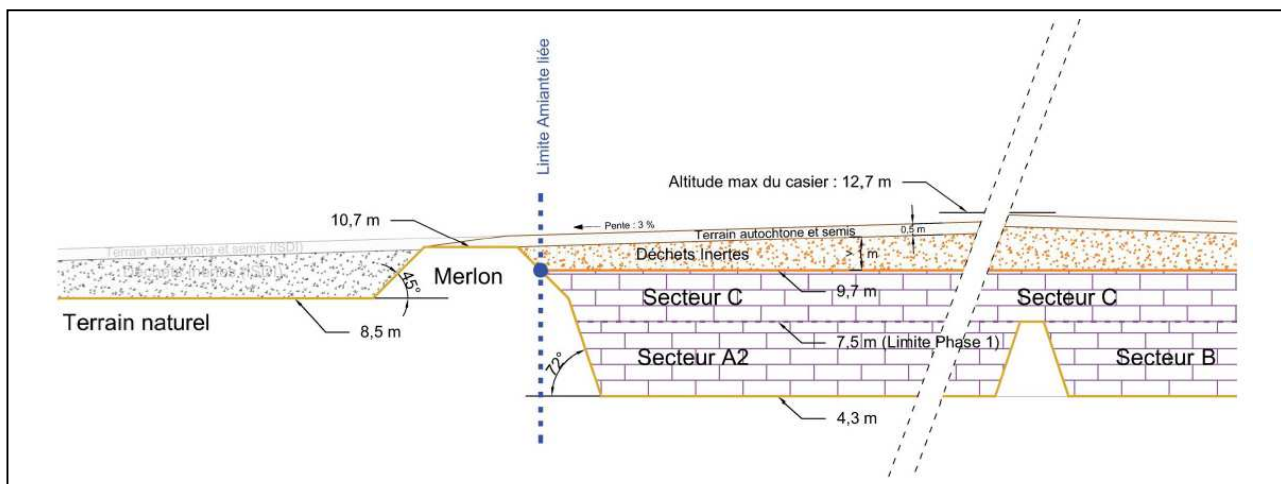 Limite Amiante liée
Altitude max du casier : 12,7 m
10,7 m
Pente : 3 %
Terrain autochtone et semis
0,5 m
Terrain autochtone et semis (ISDI)
Déchets Inertes
m
45°
Merlon
9,7 m
Secteur C
Secteur C
Terrain naturel
8,5 m
7,5 m (Limite Phase 1)
Secteur A2
Secteur B
72°
4,3 m